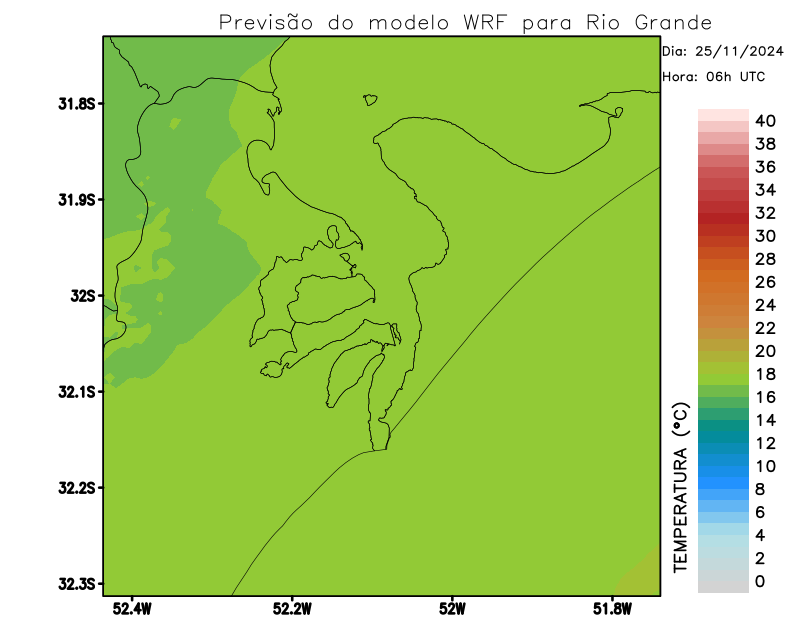 Previsão do modelo WRF para Rio Grande
Dia: 25/11/2024
Hora: 06h UTC
31.8S
31.9S
32S
32.1S
32.2S
32.3S
52.4W
52.2W
52W
51.8W
TEMPERATURA (ºC)
40
38
36
34
32
30
28
26
24
22
20
18
16
14
12
10
8
6
4
2
0